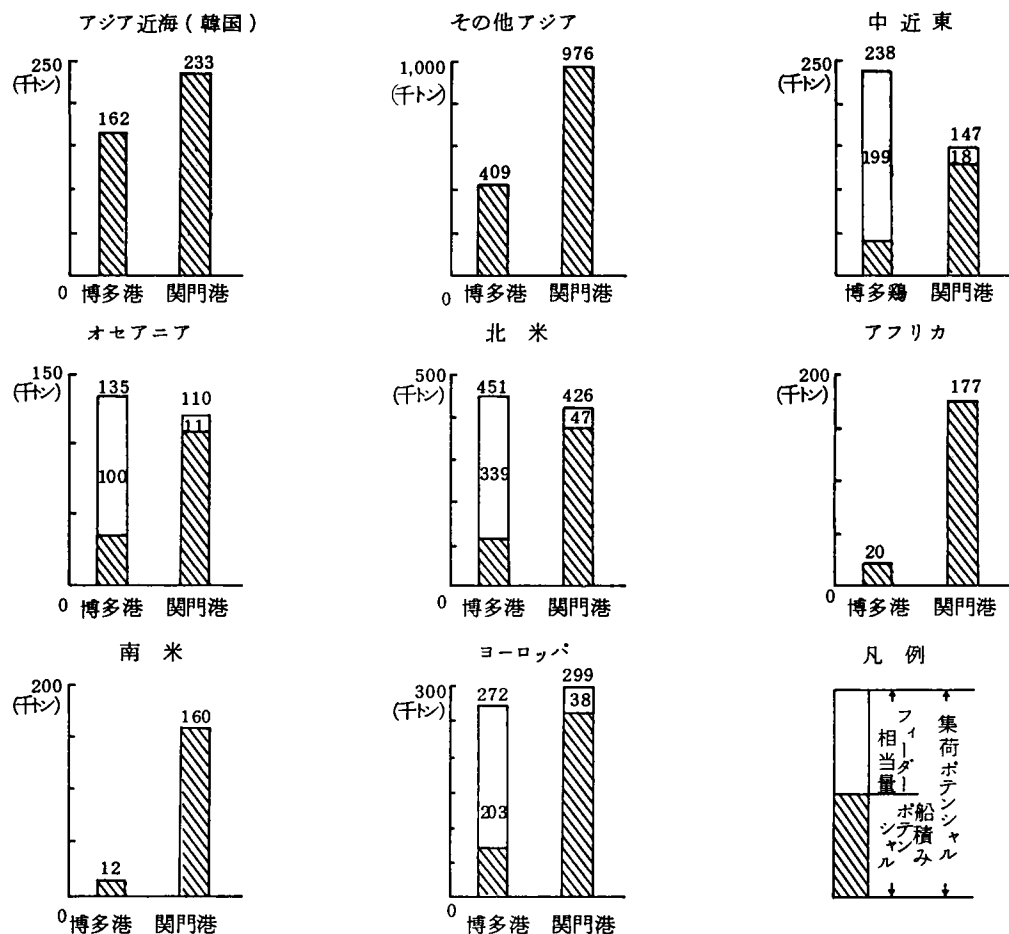 アジア近海(韓国)
250
(千トン)
162
233
0
博多港 関門港
その他アジア
1,000
(千トン)
409
976
0
博多港 関門港
中近東
250
(千トン)
238
199
147
18
0
博多鶏 関門港
オセアニア
150
(千トン)
135
100
110
11
0
博多港 関門港
北米
500
(千トン)
451
339
426
47
0
博多港 関門港
アフリカ
200
(千トン)
20
177
0
博多港 関門港
南米
200
(千トン)
12
160
0
博多港 関門港
ヨーロッパ
300
(千トン)
272
203
299
38
0
博多港 関門港
凡例
集荷ポテンシャル
フィーダー
相当量
船積み
ポテン
シャル